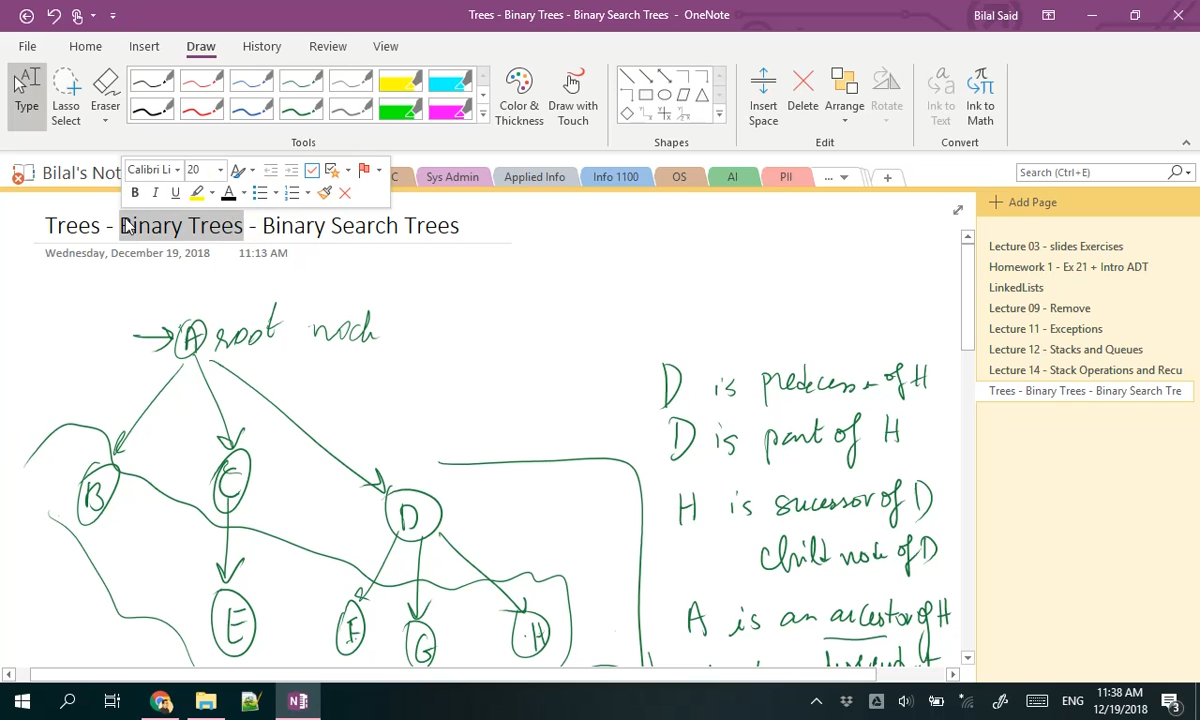 Trees - Binary Trees - Binary Search Trees - OneNote
Bilal Said
File Home Insert Draw History Review View
Type
Lasso Select
Eraser
Color & Thickness
Draw with Touch
Insert Space
Delete
Arrange
Rotate
Ink to Text
Ink to Math
Tools
Shapes
Edit
Convert
Bilal's Not
Calibri Li 20
B I U A
C
Sys Admin
Applied Info
Info 1100
OS
AI
PII
...
Search (Ctrl+E)
Trees - Binary Trees - Binary Search Trees
Wednesday, December 19, 2018 11:13 AM
A root node
B
C
D
E
G
H
D is predecessor of H
D is part of H
H is sucessor of D
child node of D
A is an ancestor of H
Add Page
Lecture 03 - slides Exercises
Homework 1 - Ex 21 + Intro ADT
LinkedLists
Lecture 09 - Remove
Lecture 11 - Exceptions
Lecture 12 - Stacks and Queues
Lecture 14 - Stack Operations and Recu
Trees - Binary Trees - Binary Search Tre
ENG
11:38 AM
12/19/2018
3